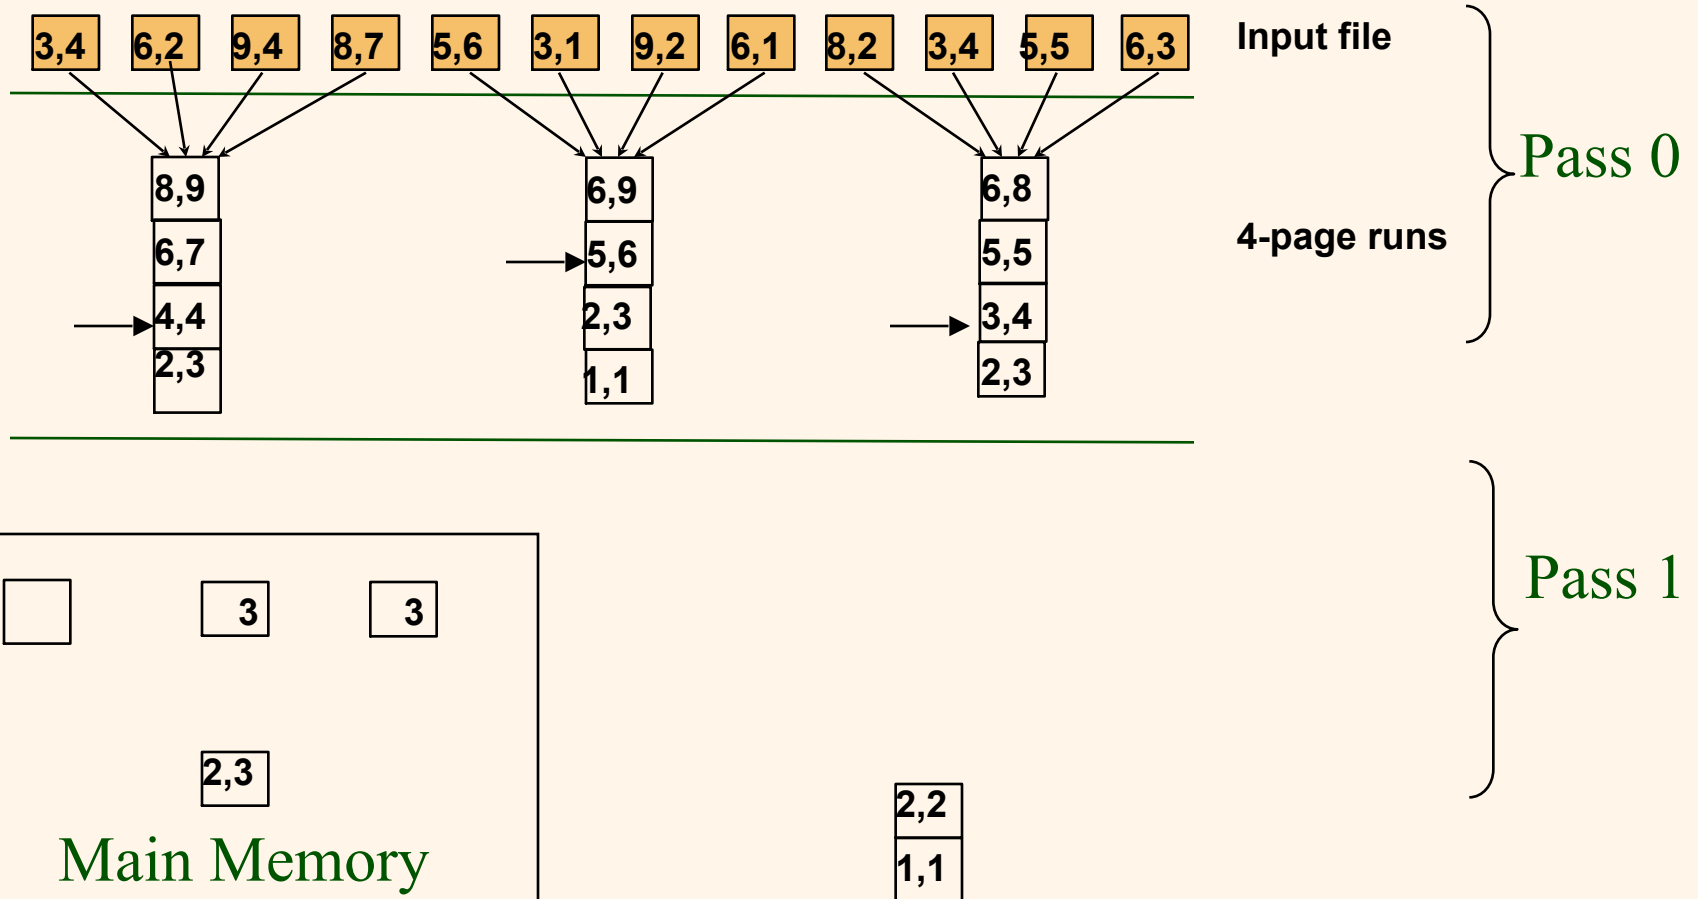 3,4 6,2 9,4 8,7 5,6 3,1 9,2 6,1 8,2 3,4 5,5 6,3 Input file
Pass 0
8,9 6,9 6,8
6,7 5,6 5,5 4-page runs
4,4 2,3 3,4
2,3 1,1 2,3
Pass 1
3 3
2,3
2,2
Main Memory 1,1